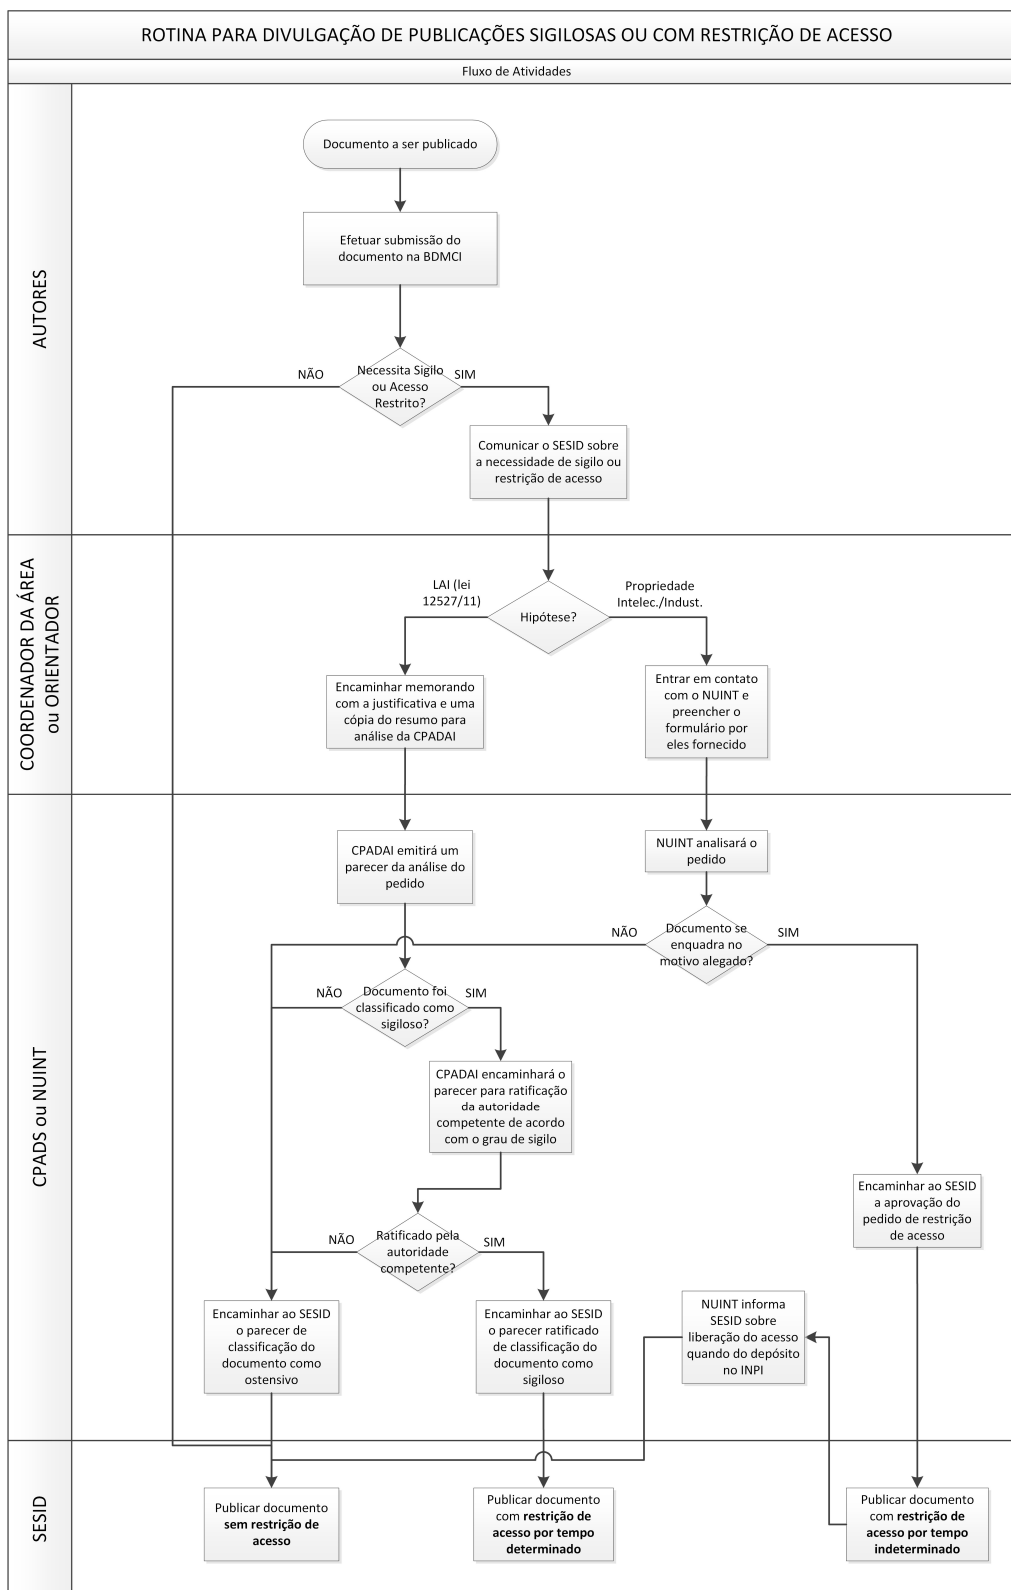 ROTINA PARA DIVULGAÇÃO DE PUBLICAÇÕES SIGILOSAS OU COM RESTRIÇÃO DE ACESSO
Fluxo de Atividades
AUTORES
Documento a ser publicado
Efetuar submissão do
documento na BDMCI
Necessita Sigilo
ou Acesso
Restrito?
NÃO
SIM
Comunicar o SESID sobre
a necessidade de sigilo ou
restrição de acesso
COORDENADOR DA ÁREA
ou ORIENTADOR
LAI (lei
12527/11)
Hipótese?
Propriedade
Intelec./Indust.
Encaminhar memorando
com a justificativa e uma
cópia do resumo para
análise da CPADAI
Entrar em contato
com o NUINT e
preencher o
formulário por
eles fornecido
CPADS ou NUINT
CPADAI emitirá um
parecer da análise do
pedido
NUINT analisará o
pedido
NÃO
Documento se
enquadra no
motivo alegado?
SIM
NÃO
Documento foi
classificado como
sigiloso?
SIM
CPADAI encaminhará o
parecer para ratificação
da autoridade
competente de acordo
com o grau de sigilo
Encaminhar ao SESID
a aprovação do
pedido de restrição
de acesso
NÃO
Ratificado pela
autoridade
competente?
SIM
Encaminhar ao SESID
o parecer de
classificação do
documento como
ostensivo
Encaminhar ao SESID
o parecer ratificado
de classificação do
documento como
sigiloso
NUINT informa
SESID sobre
liberação do acesso
quando do depósito
no INPI
SESID
Publicar documento
sem restrição de
acesso
Publicar documento
com restrição de
acesso por tempo
determinado
Publicar documento
com restrição de
acesso por tempo
indeterminado